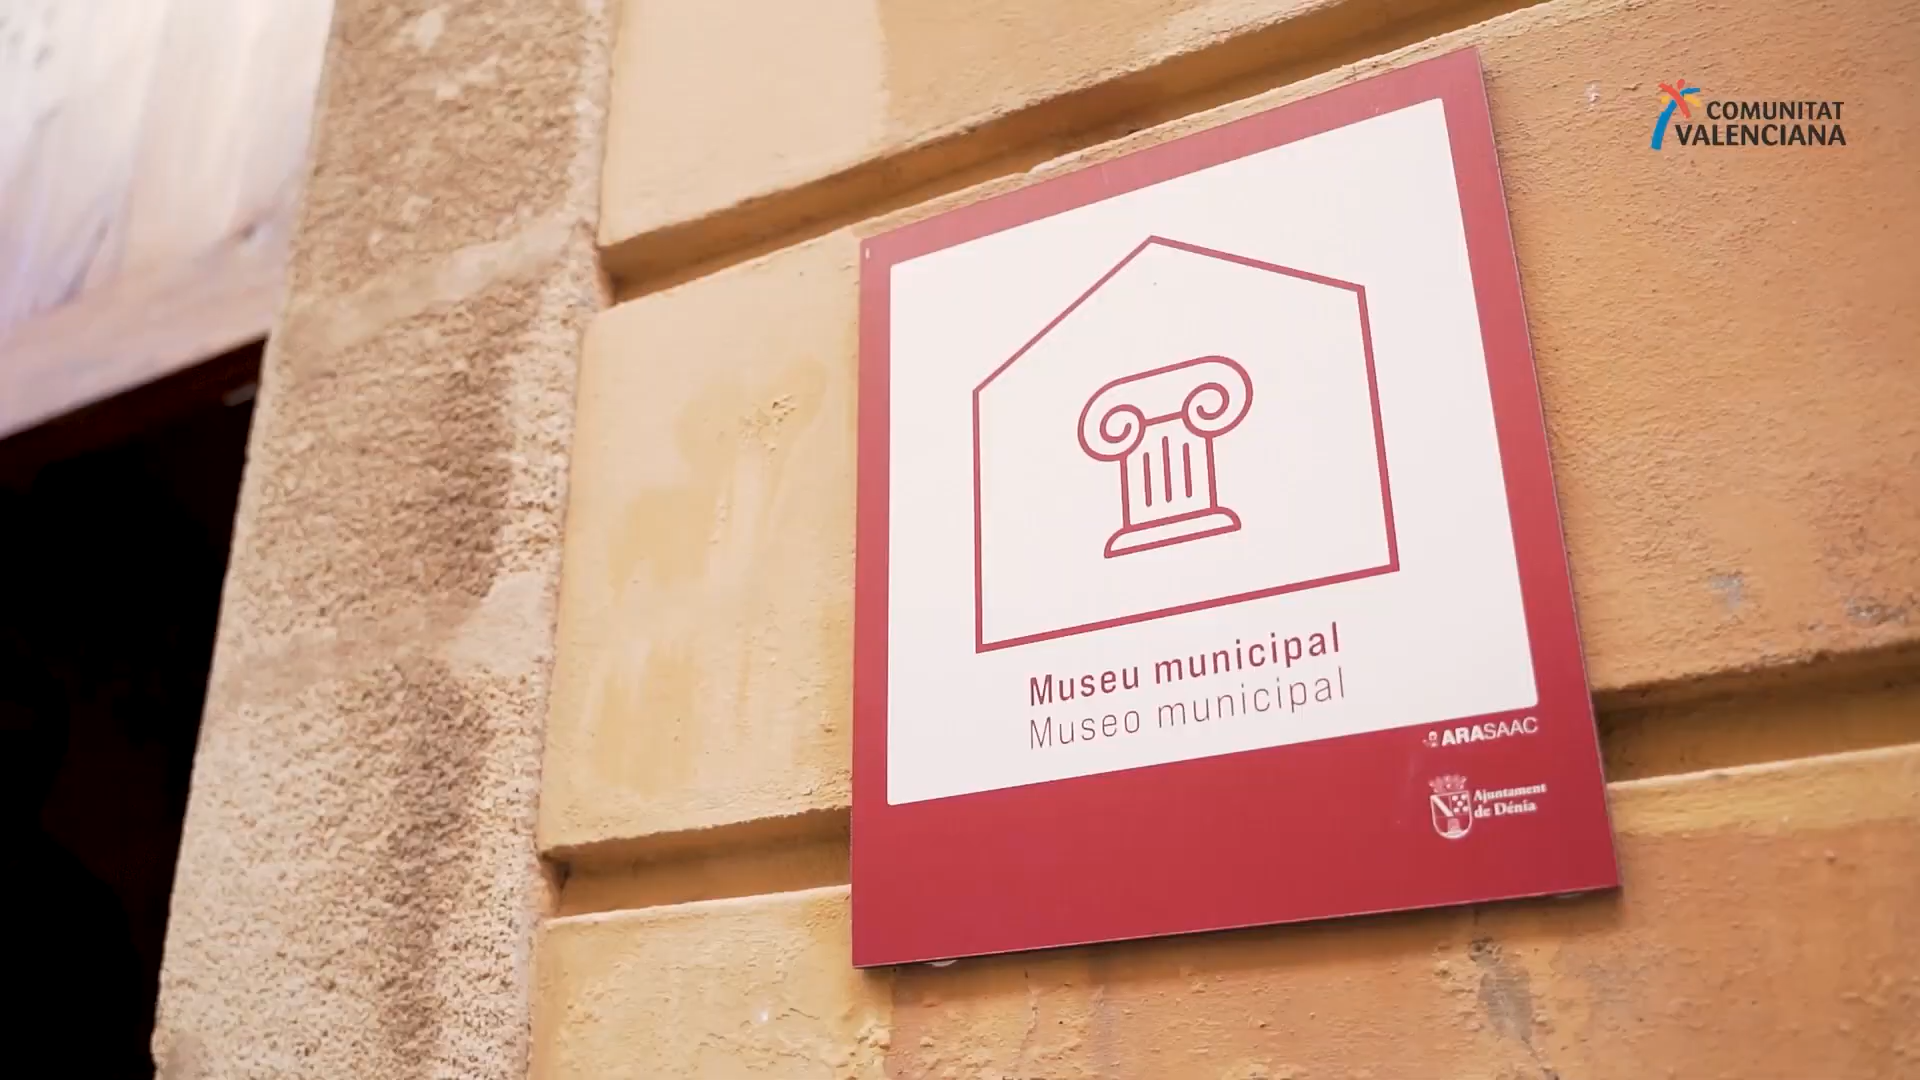 COMUNITAT
VALENCIANA
Museu municipal
Museo municipal
ARASAAC
Ajuntament
de Dénia